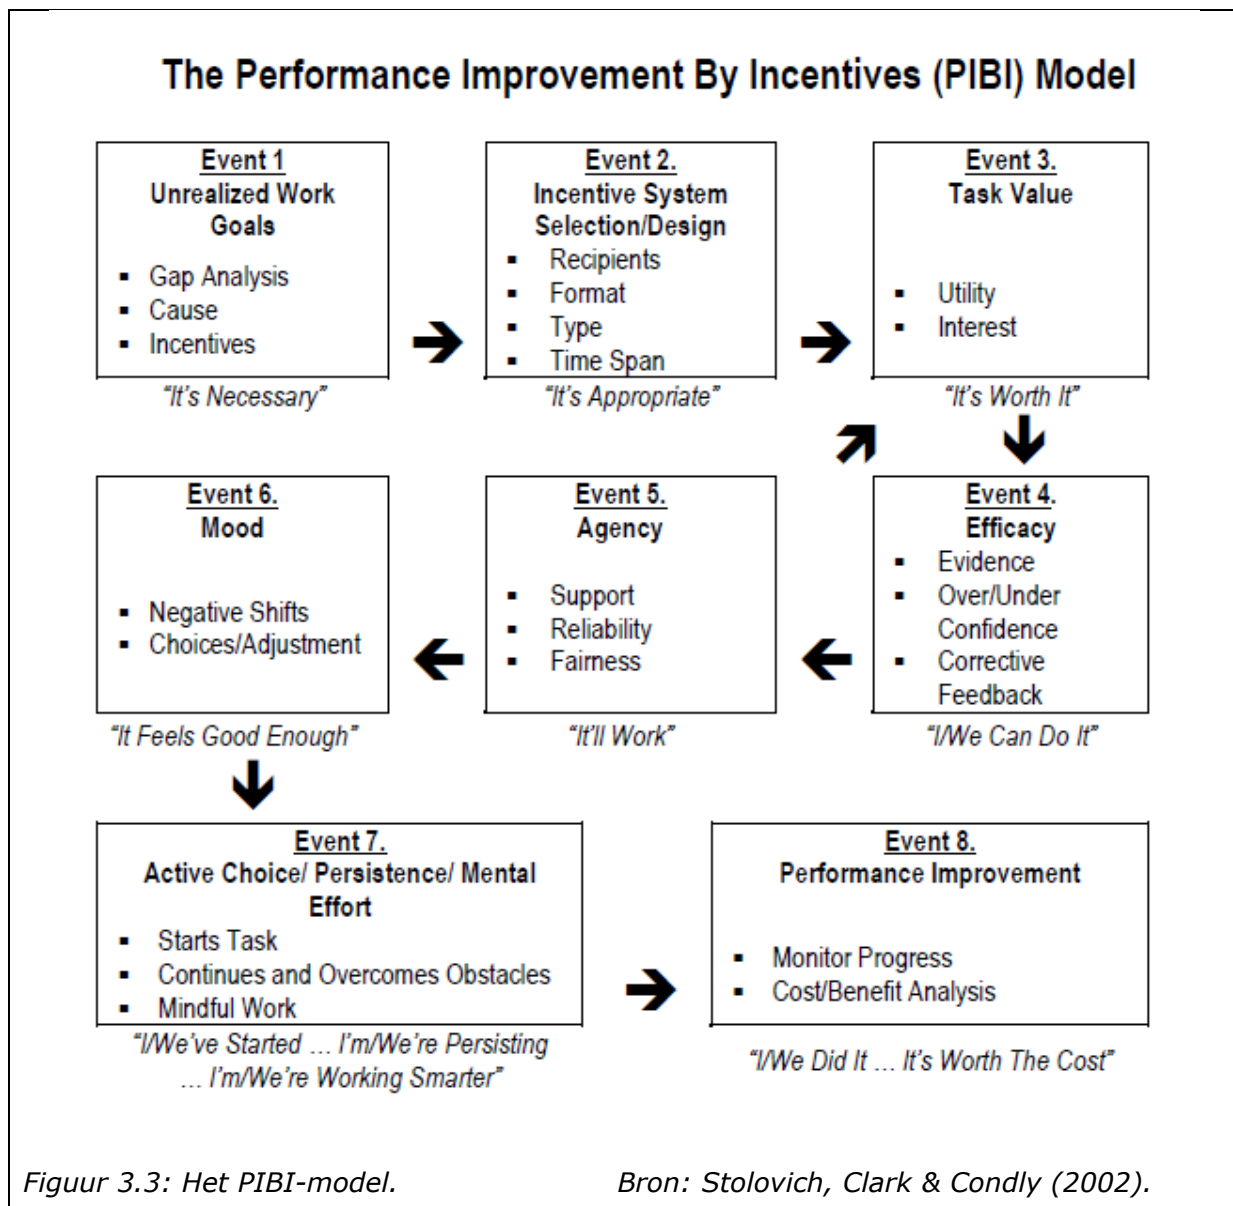 The Performance Improvement By Incentives (PIBI) Model
Event 1
Unrealized Work
Goals
▪ Gap Analysis
▪ Cause
▪ Incentives
"It's Necessary"
Event 2.
Incentive System
Selection/Design
▪ Recipients
▪ Format
▪ Type
▪ Time Span
"It's Appropriate"
Event 3.
Task Value
▪ Utility
▪ Interest
"It's Worth It"
Event 4.
Efficacy
▪ Evidence
▪ Over/Under
Confidence
▪ Corrective
Feedback
"I/We Can Do It"
Event 5.
Agency
▪ Support
▪ Reliability
▪ Fairness
"It'll Work"
Event 6.
Mood
▪ Negative Shifts
▪ Choices/Adjustment
"It Feels Good Enough"
Event 7.
Active Choice/ Persistence/ Mental
Effort
▪ Starts Task
▪ Continues and Overcomes Obstacles
▪ Mindful Work
"I/We've Started … I'm/We're Persisting
… I'm/We're Working Smarter"
Event 8.
Performance Improvement
▪ Monitor Progress
▪ Cost/Benefit Analysis
"I/We Did It … It's Worth The Cost"
Figuur 3.3: Het PIBI-model. Bron: Stolovich, Clark & Condly (2002).